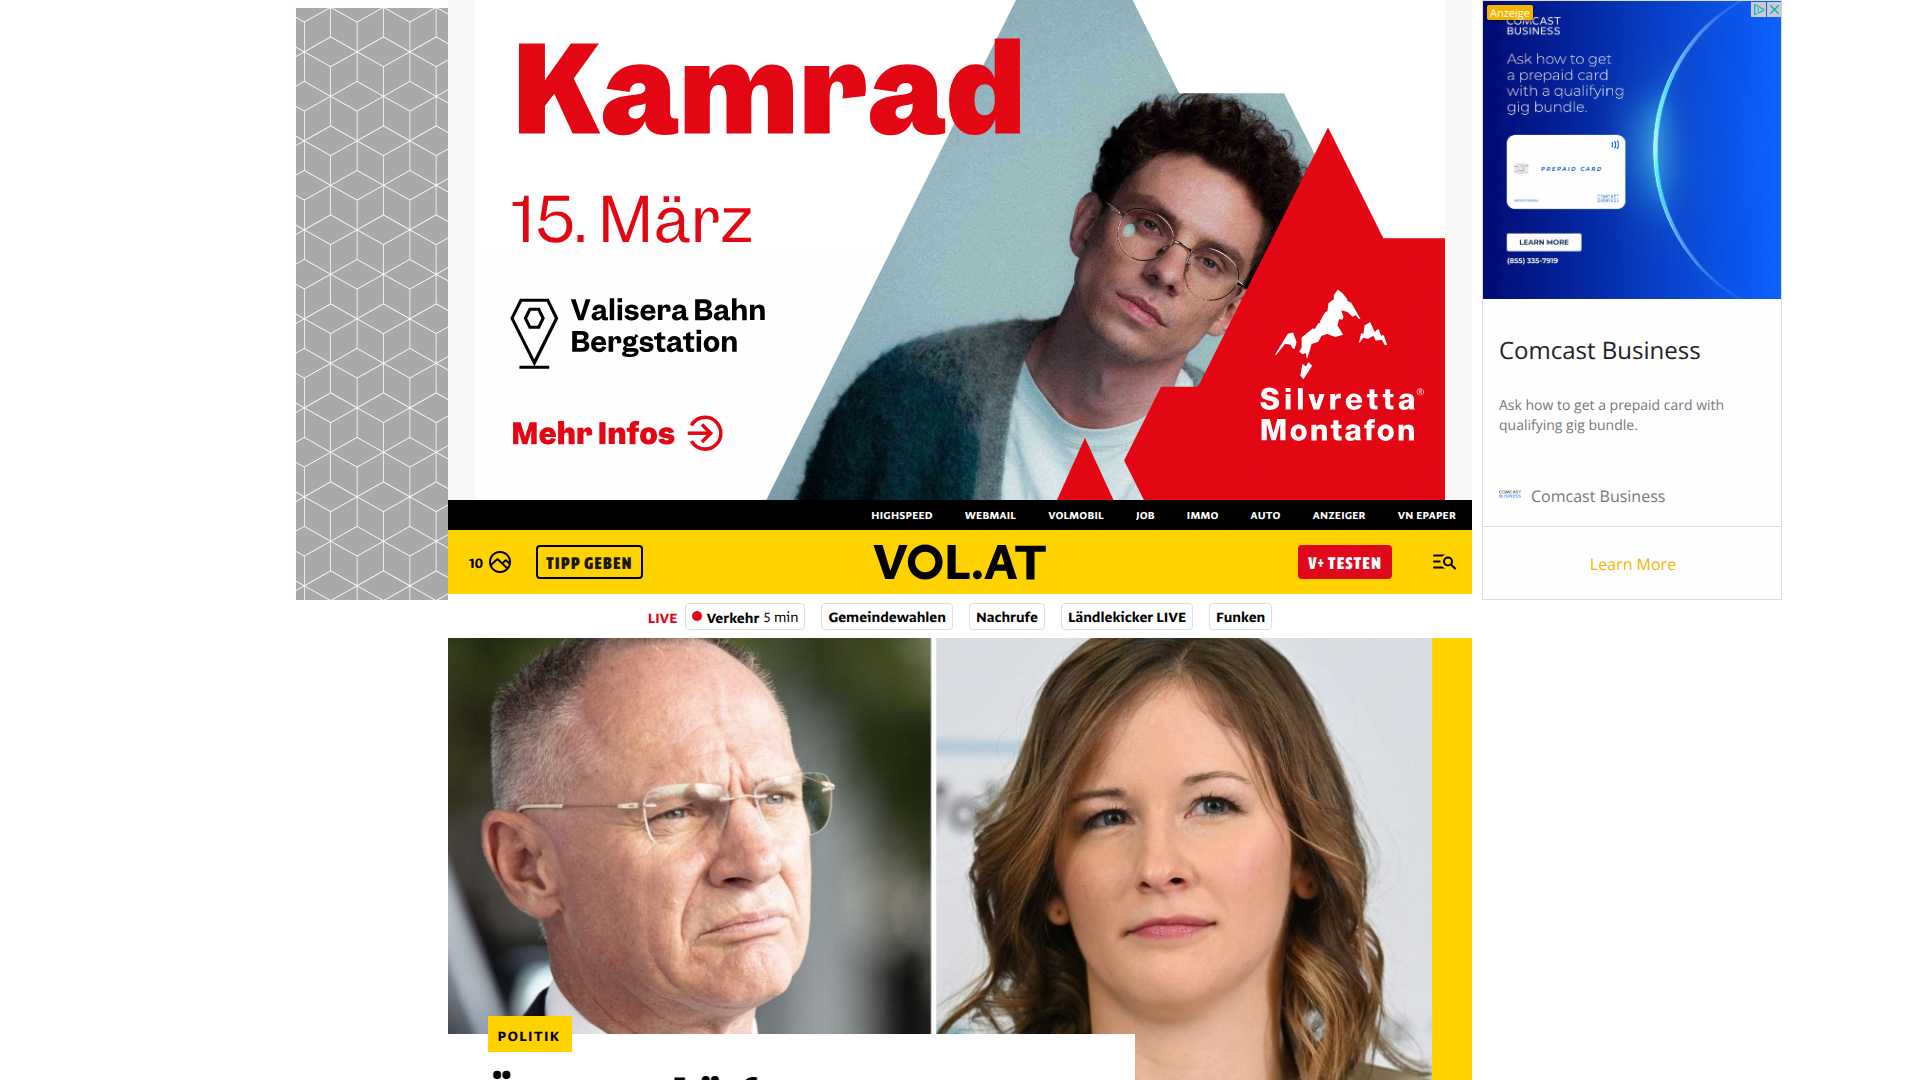 Kamrad
15. März
Valisera Bahn
Bergstation
Mehr Infos
Silvretta®
Montafon
Anzeige
COMCAST
BUSINESS
Ask how to get
a prepaid card
with a qualifying
gig bundle.
PREPAID CARD
LEARN MORE
(855) 335-7919
Comcast Business
Ask how to get a prepaid card with
qualifying gig bundle.
Comcast Business
Learn More
HIGHSPEED WEBMAIL VOLMOBIL JOB IMMO AUTO ANZEIGER VN EPAPER
10 TIPP GEBEN VOL.AT V+ TESTEN
LIVE Verkehr 5 min Gemeindewahlen Nachrufe Ländlekicker LIVE Funken
POLITIK